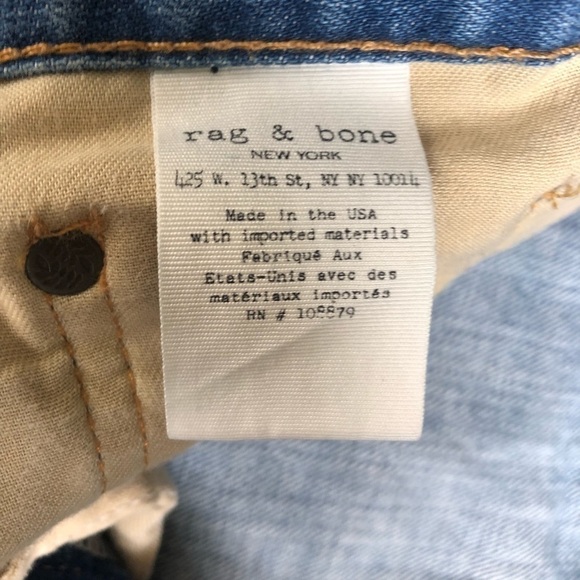 rag & bone
NEW YORK
425 W. 13th St, NY NY 10014
Made in the USA
with imported materials
Fabriqué Aux
Etats-Unis avec des
matériaux importés
RN # 108879